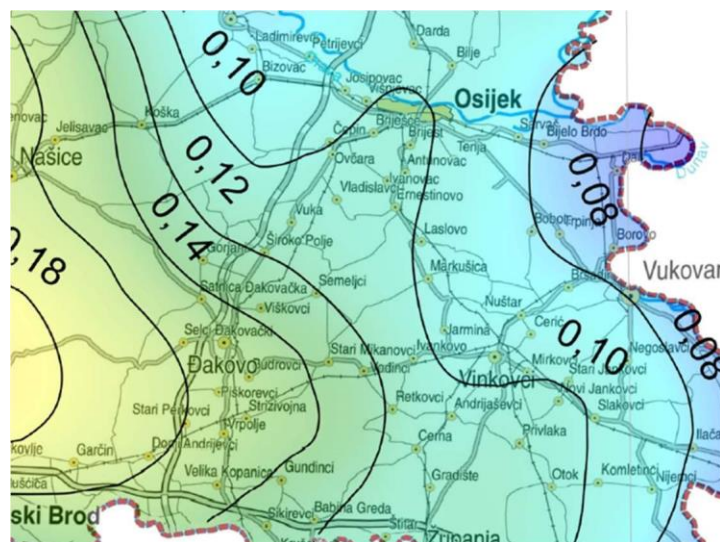 Ladimirevci
Petrijevci
Darda
Bilje
0,10
Bizovac
Josipovac
Višnjevac
Osijek
Koška
Jelisavac
Našice
Briješće
Čepin
Brijest
Sarvaš
Bijelo Brdo
Tenja
Dunav
0,12
Ovčara
Antunovac
Ivanovac
Vladislavci
Ernestinovo
0,08
0,14
Vuka
Bobota
Trpinja
Laslovo
Borovo
0,18
Gorjani
Široko Polje
Markušica
Vukovar
Satnica Đakovačka
Semeljci
Viškovci
Nuštar
Cerić
0,08
Selci Đakovački
Jarmina
0,10
Negoslavci
Đakovo
Budrovci
Stari Mikanovci
Ivankovo
Vođinci
Mirkovci
Stari Jankovci
Vinkovci
Novi Jankovci
Piškorevci
Stari Perkovci
Strizivojna
Retkovci
Andrijaševci
Slakovci
Vrpolje
Privlaka
Cerna
Ilača
Garčin
Donji Andrijevci
Velika Kopanica
Gundinci
Gradište
Otok
Komletinci
Nijemci
ski Brod
Sikirevci
Babina Greda
Štitar
Županja